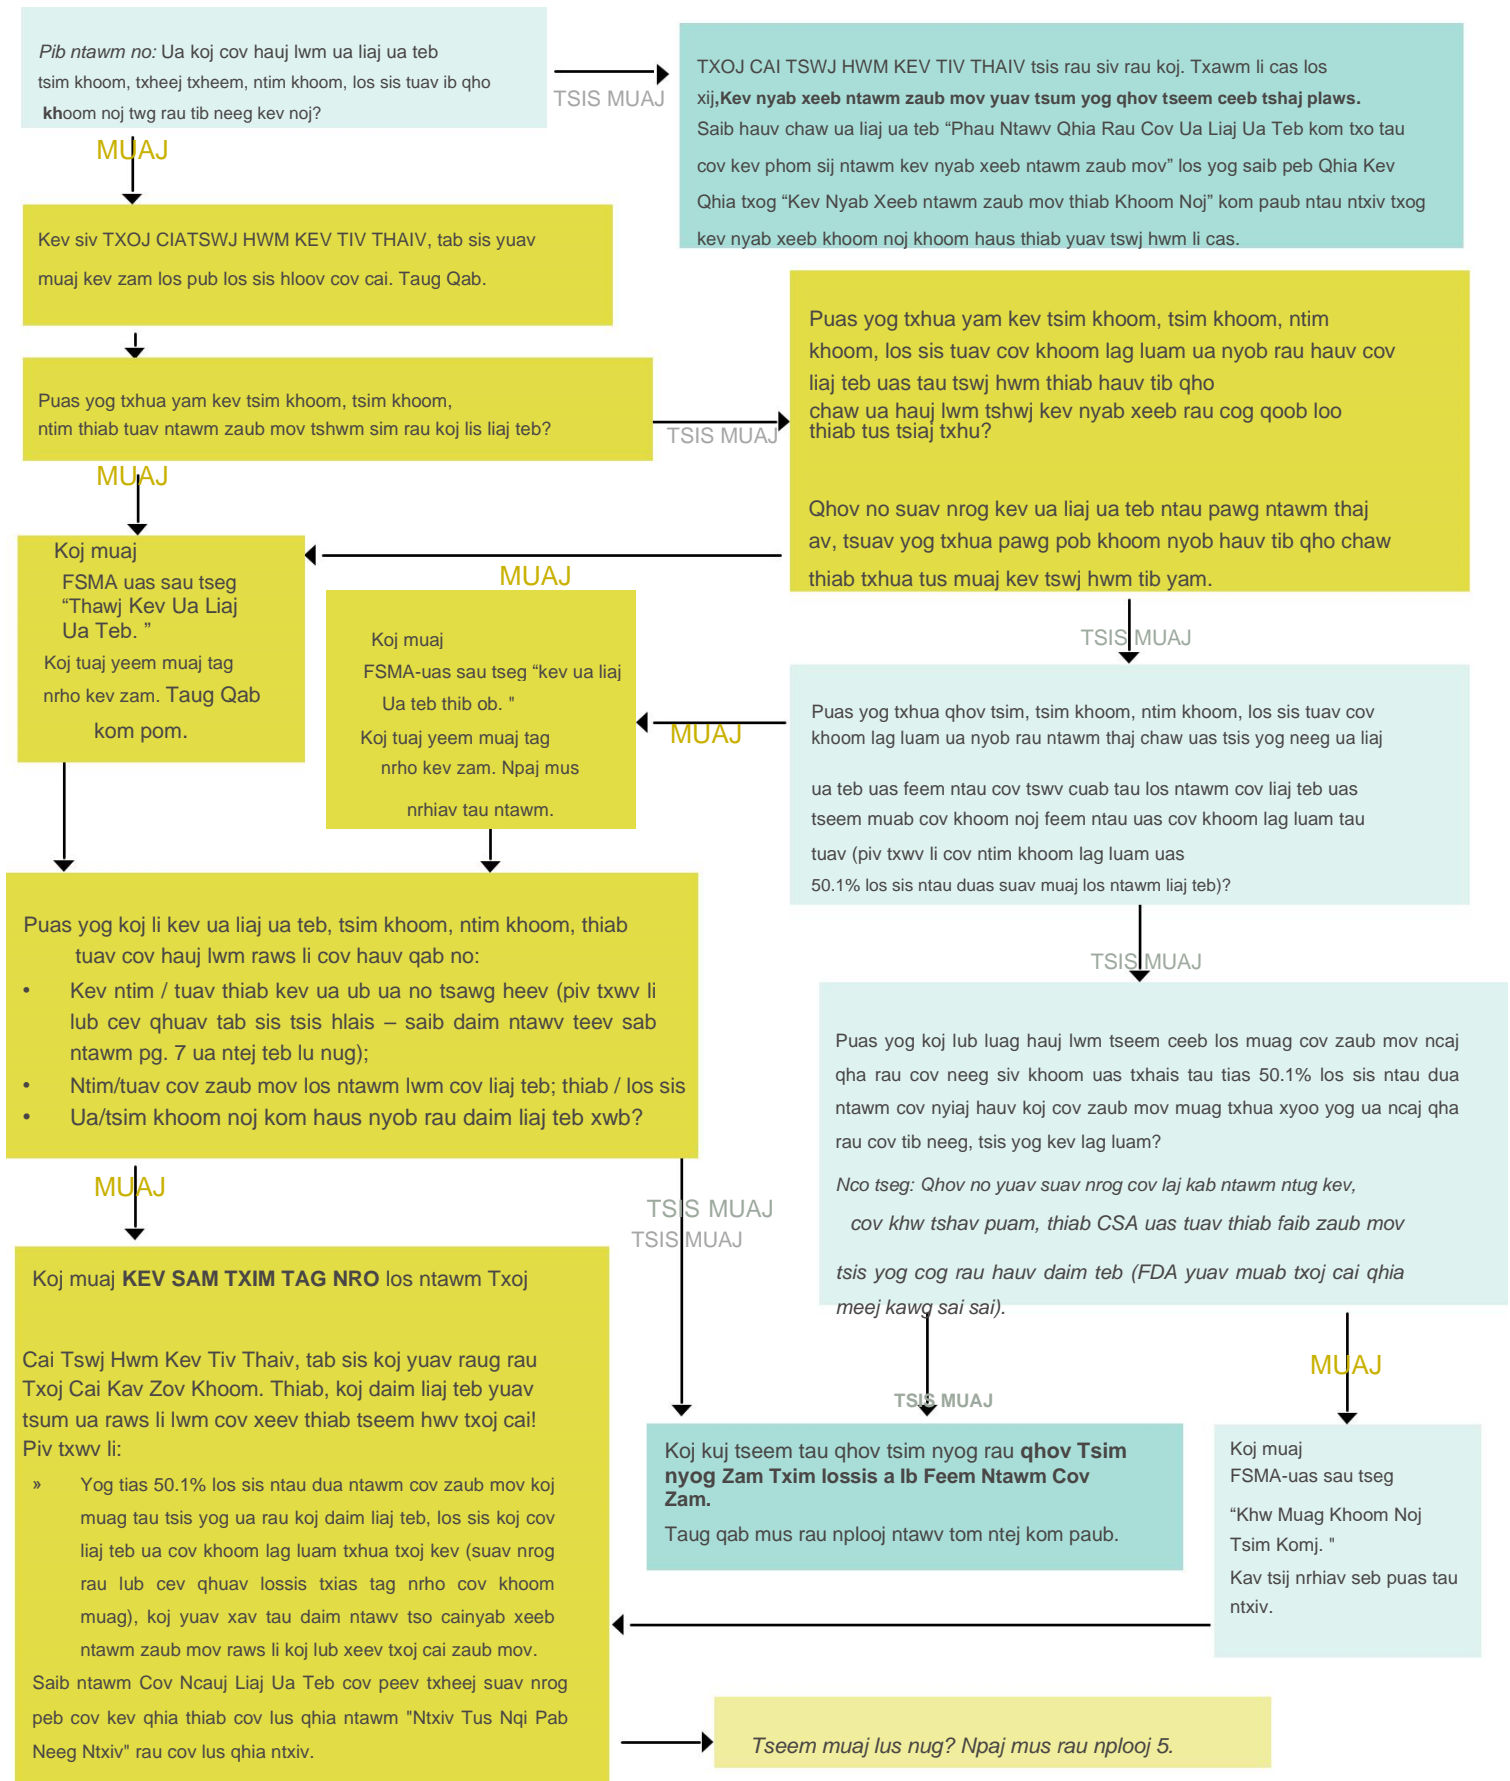 Pib ntawm no: Ua koj cov hauj lwm ua liaj ua teb
tsim khoom, txheej txheem, ntim khoom, los sis tuav ib qho
khoom noj twg rau tib neeg kev noj?
TSIS MUAJ
TXOJ CAI TSWJ HWM KEV TIV THAIV tsis rau siv rau koj. Txawm li cas los
xij,Kev nyab xeeb ntawm zaub mov yuav tsum yog qhov tseem ceeb tshaj plaws.
Saib hauv chaw ua liaj ua teb “Phau Ntawv Qhia Rau Cov Ua Liaj Ua Teb kom txo tau
cov kev phom sij ntawm kev nyab xeeb ntawm zaub mov” los yog saib peb Qhia Kev
Qhia txog “Kev Nyab Xeeb ntawm zaub mov thiab Khoom Noj” kom paub ntau ntxiv txog
kev nyab xeeb khoom noj khoom haus thiab yuav tswj hwm li cas.
MUAJ
Kev siv TXOJ CIATSWJ HWM KEV TIV THAIV, tab sis yuav
muaj kev zam los pub los sis hloov cov cai. Taug Qab.
Puas yog txhua yam kev tsim khoom, tsim khoom,
ntim thiab tuav ntawm zaub mov tshwm sim rau koj lis liaj teb?
TSIS MUAJ
Puas yog txhua yam kev tsim khoom, tsim khoom, ntim
khoom, los sis tuav cov khoom lag luam ua nyob rau hauv cov
liaj teb uas tau tswj hwm thiab hauv tib qho
chaw ua hauj lwm tshwj kev nyab xeeb rau cog qoob loo
thiab tus tsiaj txhu?
Qhov no suav nrog kev ua liaj ua teb ntau pawg ntawm thaj
av, tsuav yog txhua pawg pob khoom nyob hauv tib qho chaw
thiab txhua tus muaj kev tswj hwm tib yam.
MUAJ
Koj muaj
FSMA uas sau tseg
“Thawj Kev Ua Liaj
Ua Teb. ”
Koj tuaj yeem muaj tag
nrho kev zam. Taug Qab
kom pom.
MUAJ
Koj muaj
FSMA-uas sau tseg “kev ua liaj
Ua teb thib ob. "
Koj tuaj yeem muaj tag
nrho kev zam. Npaj mus
nrhiav tau ntawm.
TSIS MUAJ
MUAJ
Puas yog txhua qhov tsim, tsim khoom, ntim khoom, los sis tuav cov
khoom lag luam ua nyob rau ntawm thaj chaw uas tsis yog neeg ua liaj
ua teb uas feem ntau cov tswv cuab tau los ntawm cov liaj teb uas
tseem muab cov khoom noj feem ntau uas cov khoom lag luam tau
tuav (piv txwv li cov ntim khoom lag luam uas
50.1% los sis ntau duas suav muaj los ntawm liaj teb)?
Puas yog koj li kev ua liaj ua teb, tsim khoom, ntim khoom, thiab
tuav cov hauj lwm raws li cov hauv qab no:
• Kev ntim / tuav thiab kev ua ub ua no tsawg heev (piv txwv li
lub cev qhuav tab sis tsis hlais – saib daim ntawv teev sab
ntawm pg. 7 ua ntej teb lu nug);
• Ntim/tuav cov zaub mov los ntawm lwm cov liaj teb; thiab / los sis
• Ua/tsim khoom noj kom haus nyob rau daim liaj teb xwb?
TSIS MUAJ
Puas yog koj lub luag hauj lwm tseem ceeb los muag cov zaub mov ncaj
qha rau cov neeg siv khoom uas txhais tau tias 50.1% los sis ntau dua
ntawm cov nyiaj hauv koj cov zaub mov muag txhua xyoo yog ua ncaj qha
rau cov tib neeg, tsis yog kev lag luam?
Nco tseg: Qhov no yuav suav nrog cov laj kab ntawm ntug kev,
cov khw tshav puam, thiab CSA uas tuav thiab faib zaub mov
tsis yog cog rau hauv daim teb (FDA yuav muab txoj cai qhia
meej kawg sai sai).
MUAJ
TSIS MUAJ
TSIS MUAJ
Koj muaj KEV SAM TXIM TAG NRO los ntawm Txoj
Cai Tswj Hwm Kev Tiv Thaiv, tab sis koj yuav raug rau
Txoj Cai Kav Zov Khoom. Thiab, koj daim liaj teb yuav
tsum ua raws li lwm cov xeev thiab tseem hwv txoj cai!
Piv txwv li:
» Yog tias 50.1% los sis ntau dua ntawm cov zaub mov koj
muag tau tsis yog ua rau koj daim liaj teb, los sis koj cov
liaj teb ua cov khoom lag luam txhua txoj kev (suav nrog
rau lub cev qhuav lossis txias tag nrho cov khoom
muag), koj yuav xav tau daim ntawv tso cainyab xeeb
ntawm zaub mov raws li koj lub xeev txoj cai zaub mov.
Saib ntawm Cov Ncauj Liaj Ua Teb cov peev txheej suav nrog
peb cov kev qhia thiab cov lus qhia ntawm "Ntxiv Tus Nqi Pab
Neeg Ntxiv" rau cov lus qhia ntxiv.
TSIS MUAJ
MUAJ
Koj kuj tseem tau qhov tsim nyog rau qhov Tsim
nyog Zam Txim lossis a Ib Feem Ntawm Cov
Zam.
Taug qab mus rau nplooj ntawv tom ntej kom paub.
Koj muaj
FSMA-uas sau tseg
“Khw Muag Khoom Noj
Tsim Komj. "
Kav tsij nrhiav seb puas tau
ntxiv.
Tseem muaj lus nug? Npaj mus rau nplooj 5.